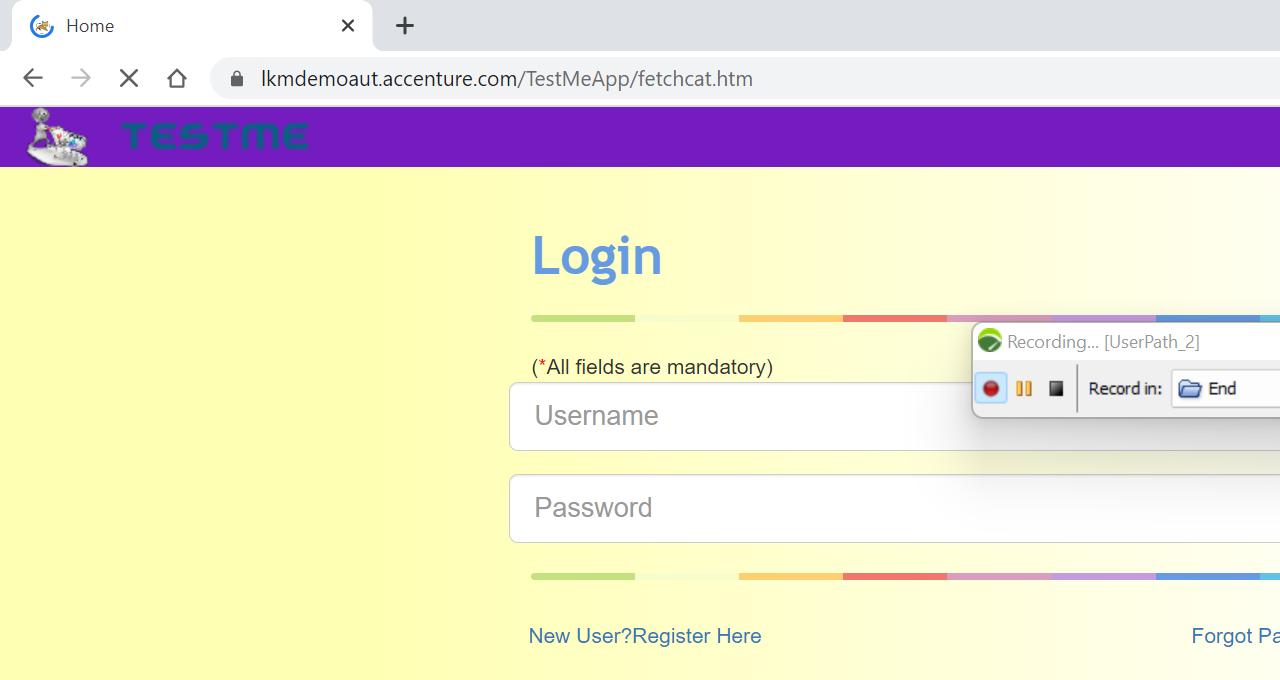 Home
lkmdemoaut.accenture.com/TestMeApp/fetchcat.htm
TESTME
Login
Recording... [UserPath_2]
(*All fields are mandatory)
Record in: End
Username
Password
New User?Register Here
Forgot Pa